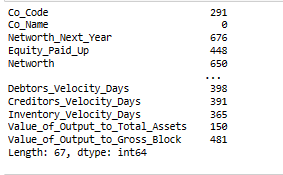 Co_Code 291
Co_Name 0
Networth_Next_Year 676
Equity_Paid_Up 448
Networth 650
...
Debtors_Velocity_Days 398
Creditors_Velocity_Days 391
Inventory_Velocity_Days 365
Value_of_Output_to_Total_Assets 150
Value_of_Output_to_Gross_Block 481
Length: 67, dtype: int64